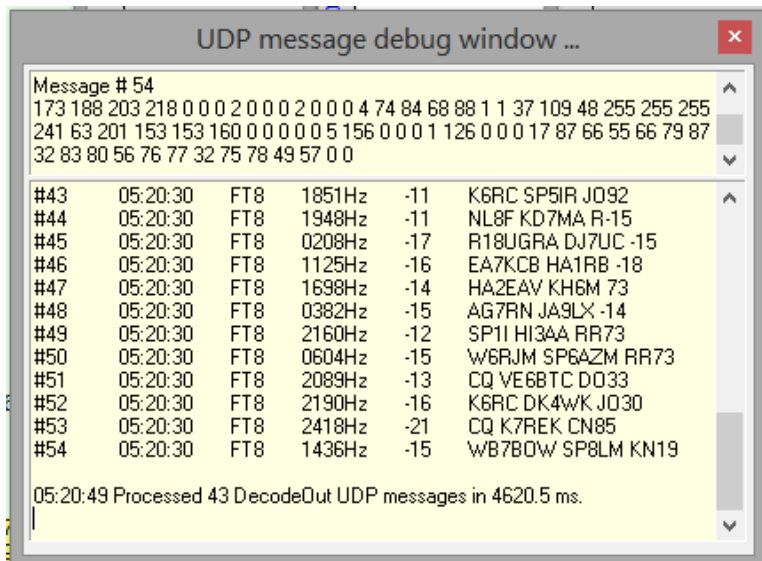 UDP message debug window ...
Message # 54
173 188 203 218 0 0 0 2 0 0 0 2 0 0 0 4 74 84 68 88 1 1 37 109 48 255 255 255
241 63 201 153 153 160 0 0 0 0 0 5 156 0 0 0 1 126 0 0 0 17 87 66 55 66 79 87
32 83 80 56 76 77 32 75 78 49 57 0 0
#43 05:20:30 FT8 1851Hz -11 K6RC SP5IR JO92
#44 05:20:30 FT8 1948Hz -11 NL8F KD7MA R-15
#45 05:20:30 FT8 0208Hz -17 R18UGRA DJ7UC -15
#46 05:20:30 FT8 1125Hz -16 EA7KCB HA1RB -18
#47 05:20:30 FT8 1698Hz -14 HA2EAV KH6M 73
#48 05:20:30 FT8 0382Hz -15 AG7RN JA9LX -14
#49 05:20:30 FT8 2160Hz -12 SP1I HI3AA RR73
#50 05:20:30 FT8 0604Hz -15 W6RJM SP6AZM RR73
#51 05:20:30 FT8 2089Hz -13 CQ VE6BTC DO33
#52 05:20:30 FT8 2190Hz -16 K6RC DK4WK JO30
#53 05:20:30 FT8 2418Hz -21 CQ K7REK CN85
#54 05:20:30 FT8 1436Hz -15 WB7BOW SP8LM KN19
05:20:49 Processed 43 DecodeOut UDP messages in 4620.5 ms.